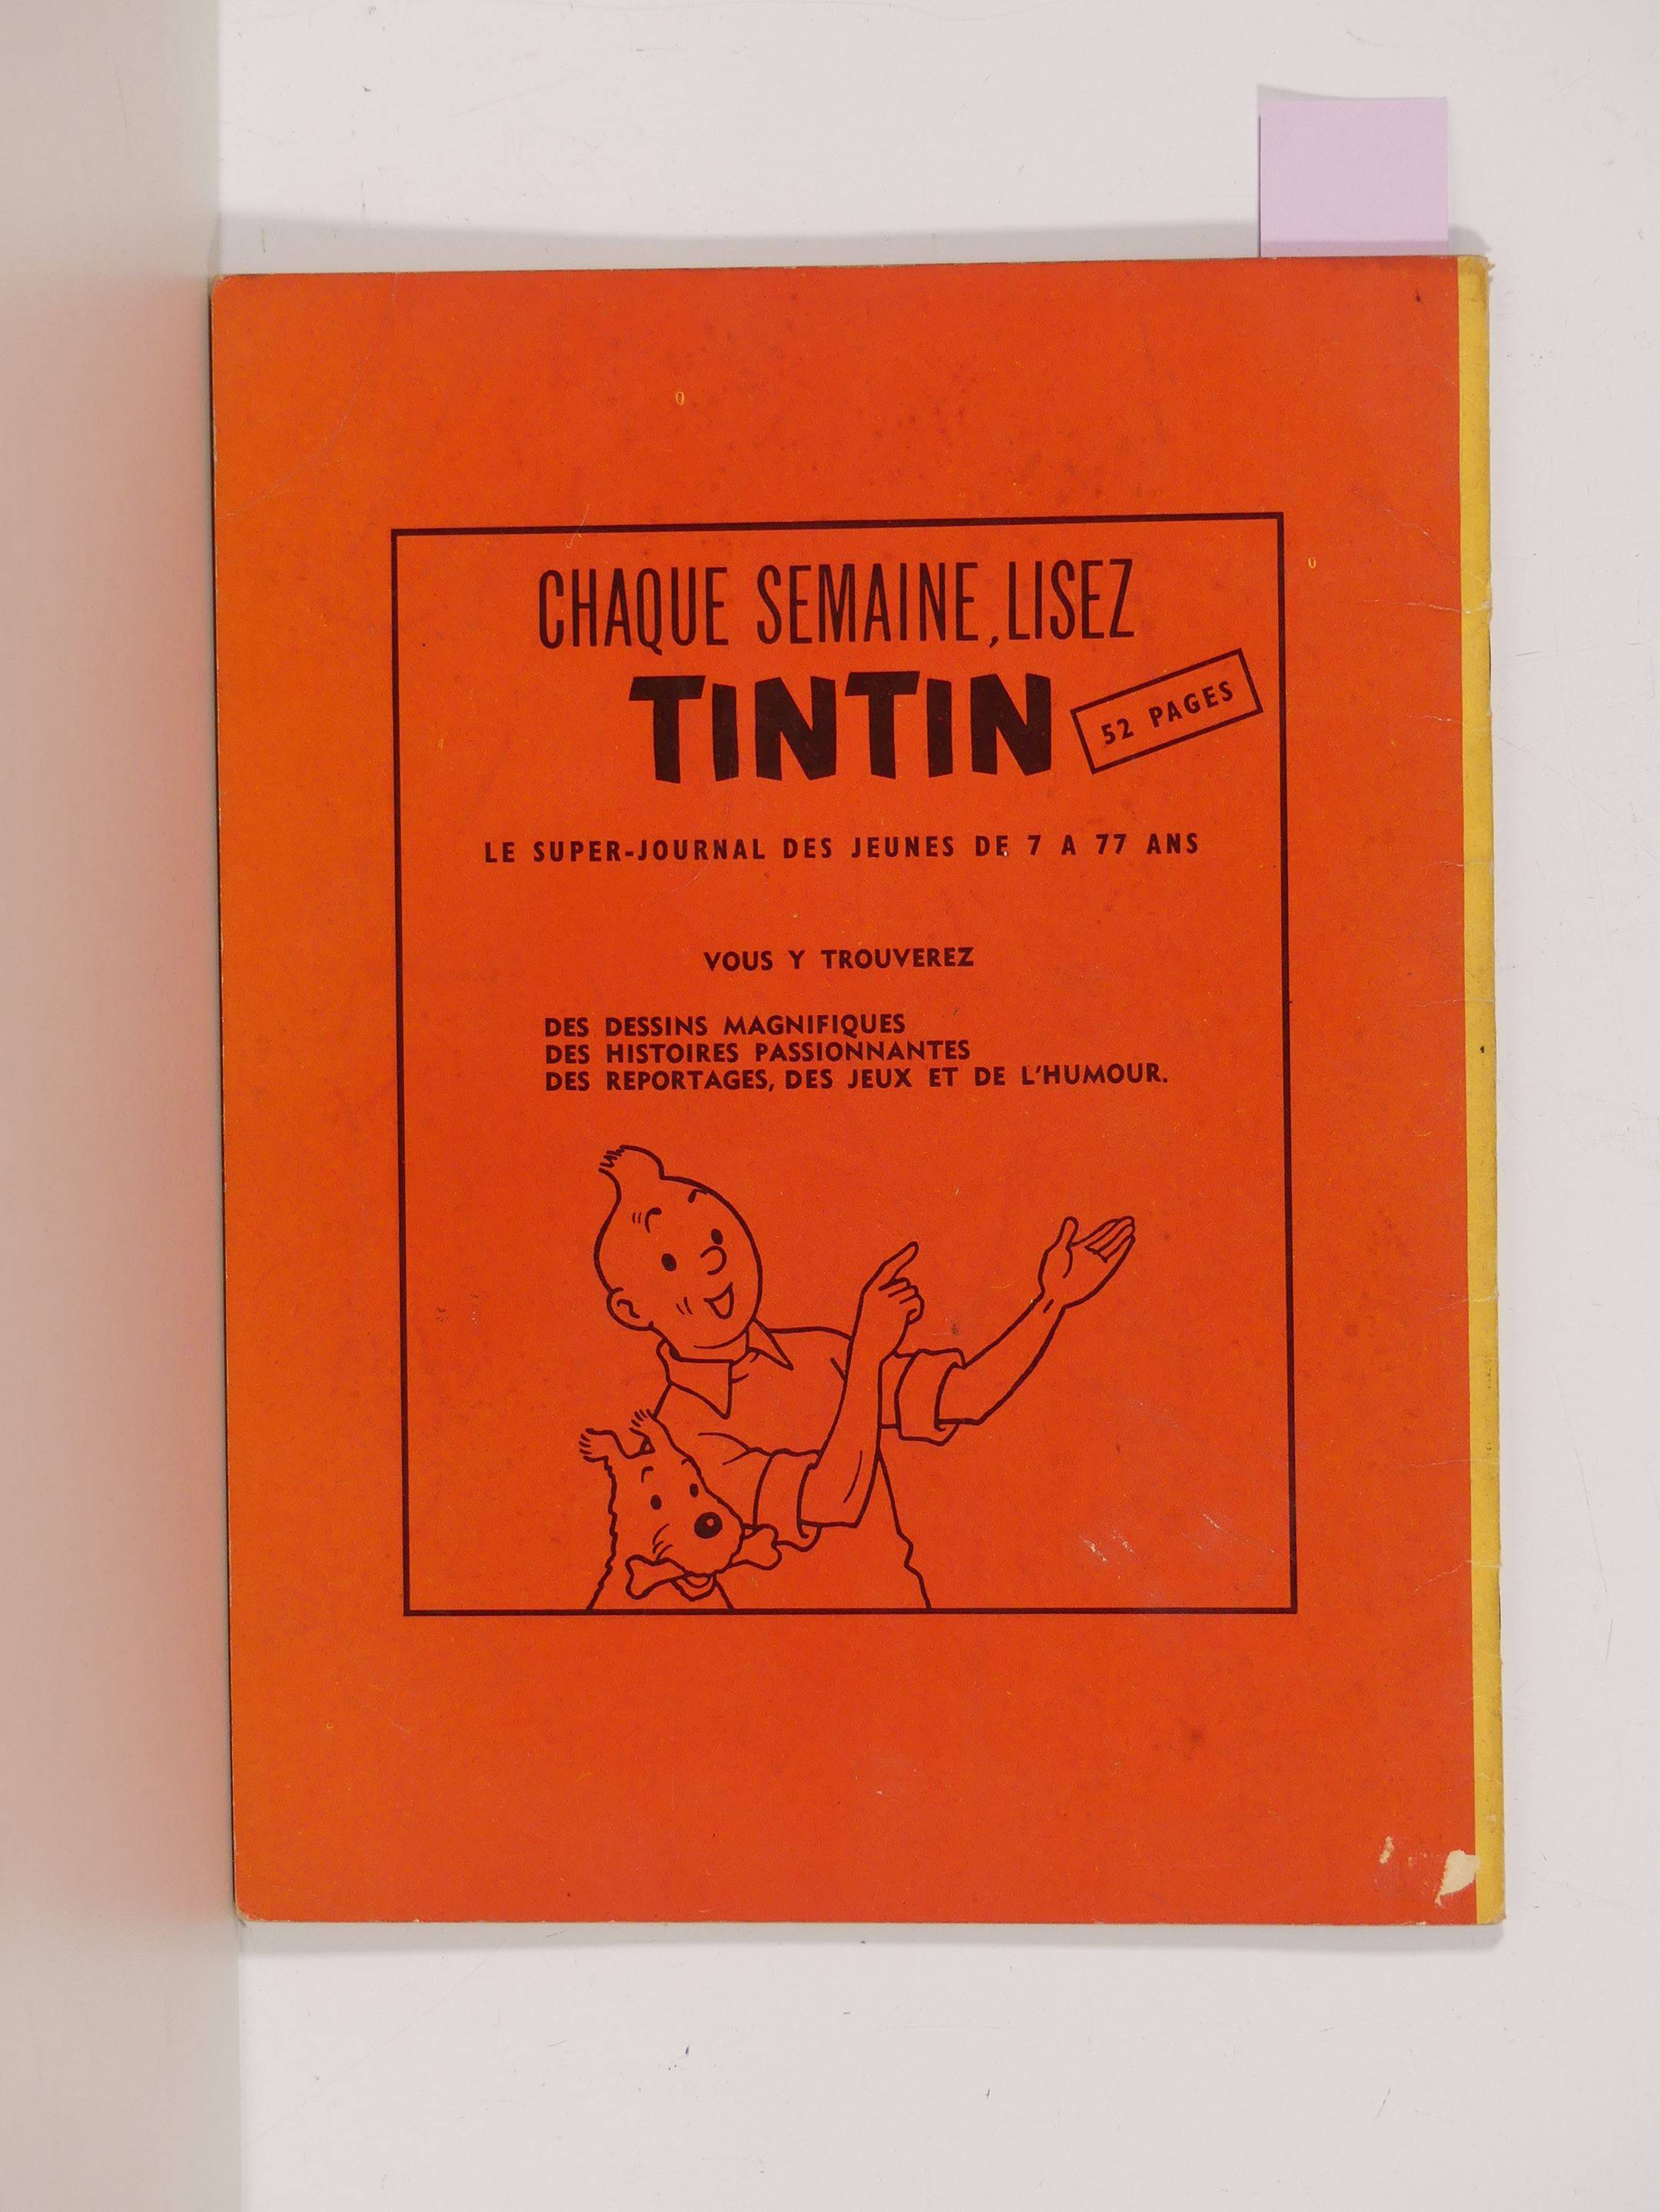 CHAQUE SEMAINE, LISEZ
TINTIN
52 PAGES
LE SUPER-JOURNAL DES JEUNES DE 7 A 77 ANS
VOUS Y TROUVEREZ
DES DESSINS MAGNIFIQUES
DES HISTOIRES PASSIONNANTES
DES REPORTAGES, DES JEUX ET DE L'HUMOUR.